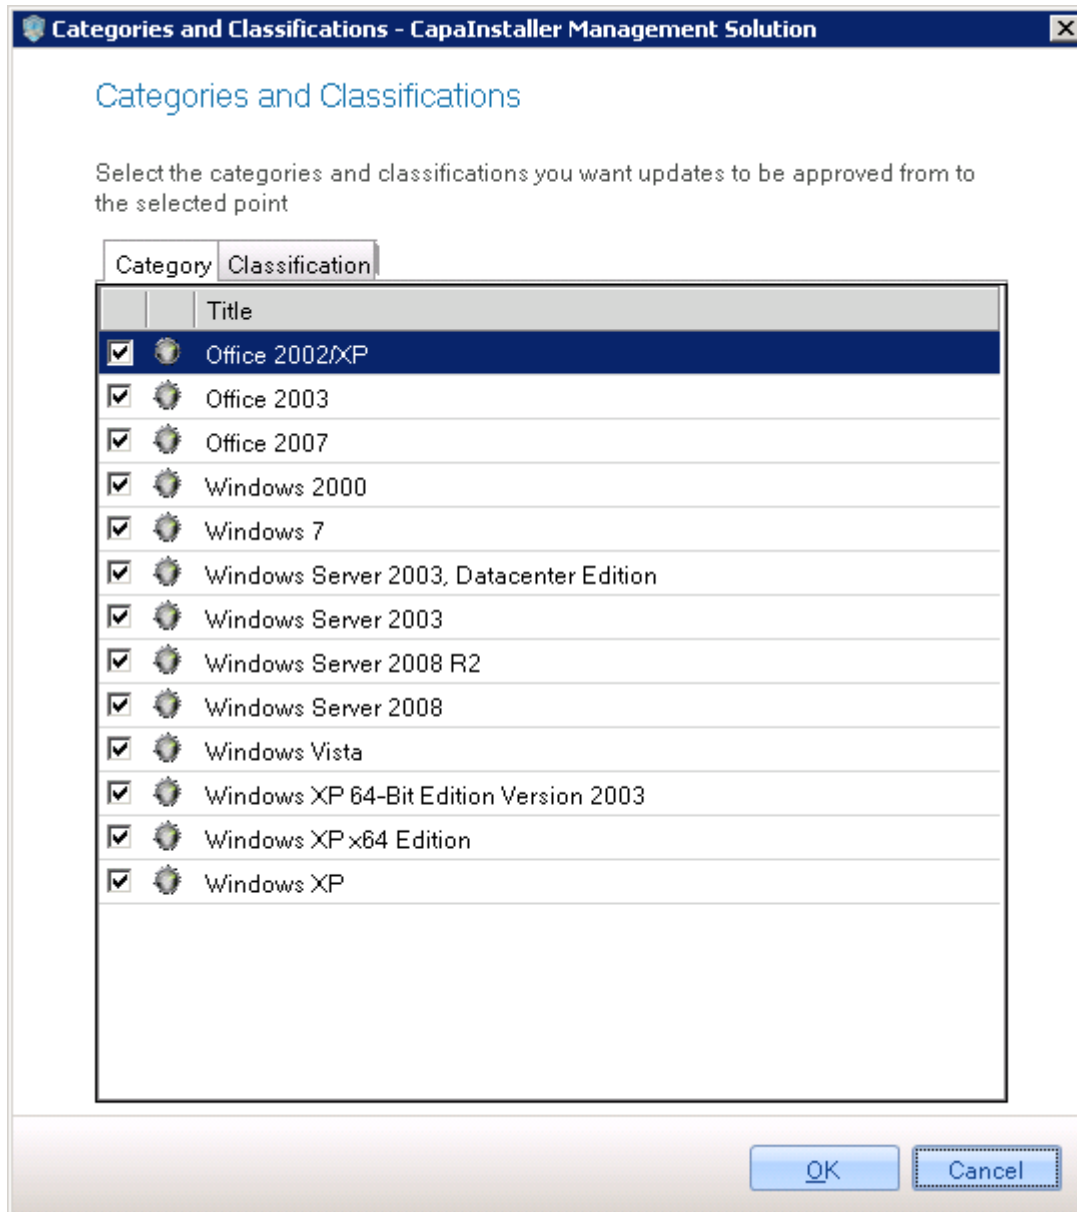 Categories and Classifications - CapaInstaller Management Solution
Categories and Classifications
Select the categories and classifications you want updates to be approved from to
the selected point
Category Classification
Title
Office 2002/XP
Office 2003
Office 2007
Windows 2000
Windows 7
Windows Server 2003, Datacenter Edition
Windows Server 2003
Windows Server 2008 R2
Windows Server 2008
Windows Vista
Windows XP 64-Bit Edition Version 2003
Windows XP x64 Edition
Windows XP
OK Cancel